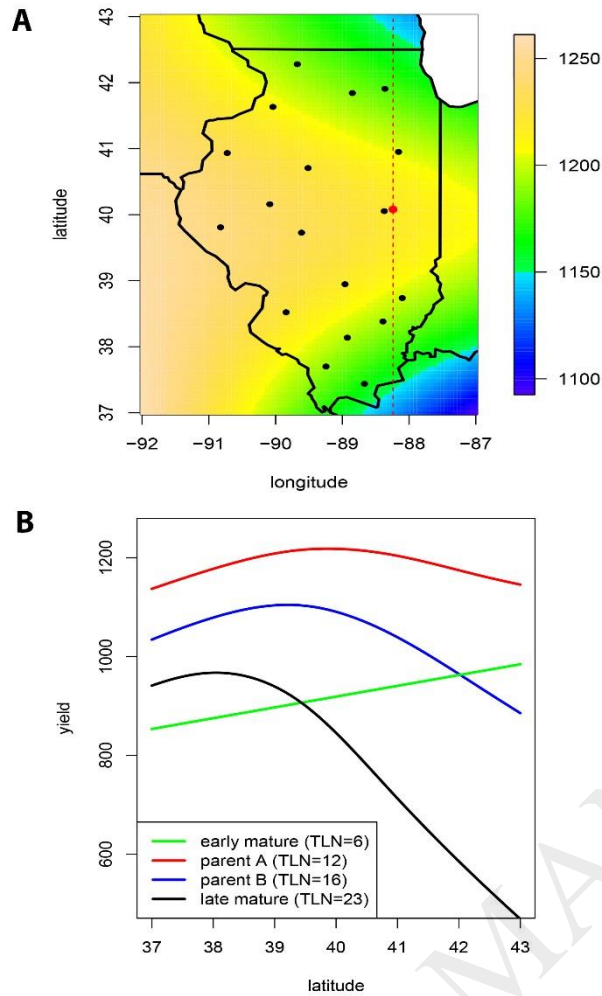 A
43
42
41
40
39
38
37
latitude
−92 −91 −90 −89 −88 −87
longitude
1250
1200
1150
1100
B
1200
1000
800
600
yield
early mature (TLN=6)
parent A (TLN=12)
parent B (TLN=16)
late mature (TLN=23)
37 38 39 40 41 42 43
latitude
MA